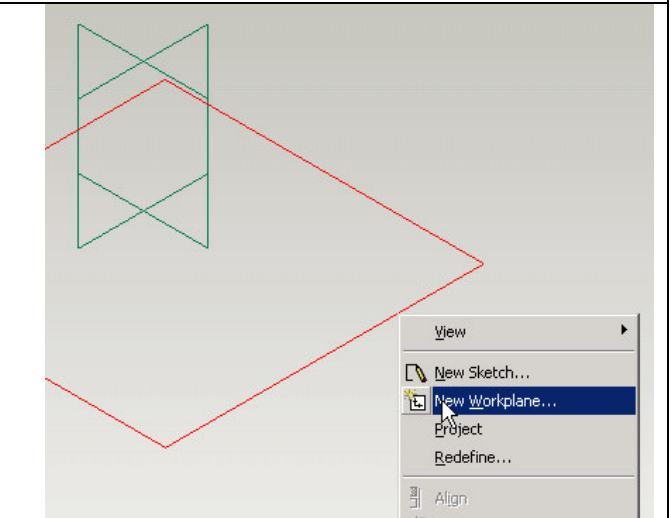 View
New Sketch...
New Workplane...
Project
Redefine...
Align